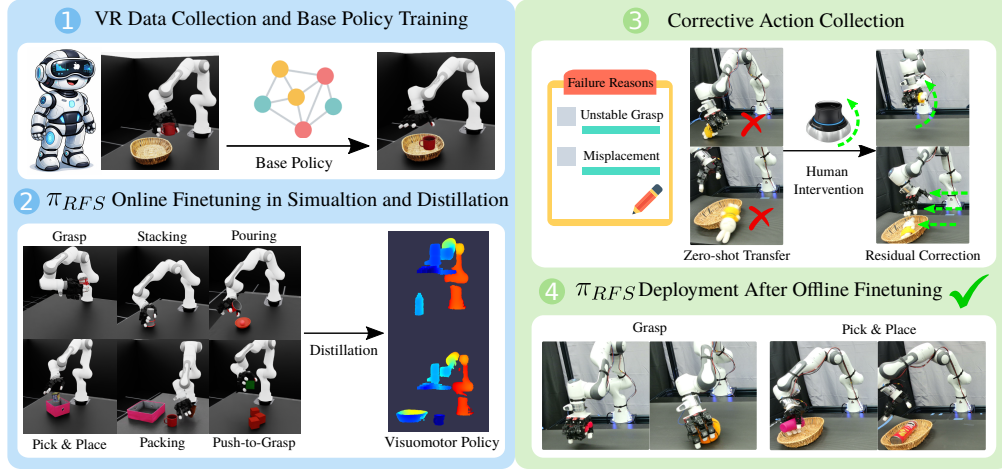 1 VR Data Collection and Base Policy Training
Base Policy
2 π_RFS Online Finetuning in Simualtion and Distillation
Grasp Stacking Pouring
Distillation
Pick & Place Packing Push-to-Grasp Visuomotor Policy
3 Corrective Action Collection
Failure Reasons
Unstable Grasp
Misplacement
Human
Intervention
Zero-shot Transfer Residual Correction
4 π_RFS Deployment After Offline Finetuning
Grasp Pick & Place